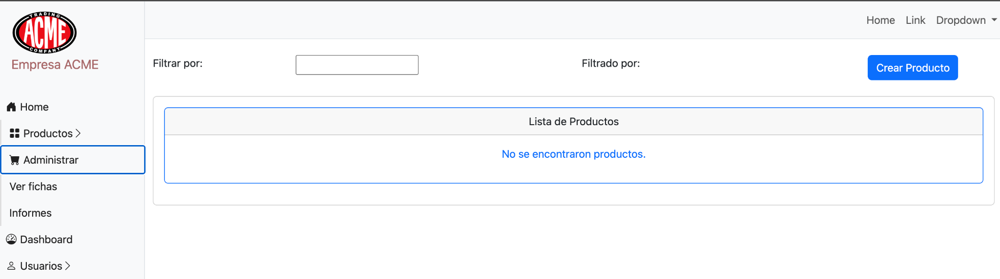 TRADING
ACME
COMPANY
Empresa ACME
Home
Productos
Administrar
Ver fichas
Informes
Dashboard
Usuarios
Home Link Dropdown
Filtrar por: Filtrado por: Crear Producto
Lista de Productos
No se encontraron productos.